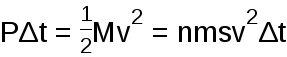 PΔt = ½Mv² = nmsv²Δt